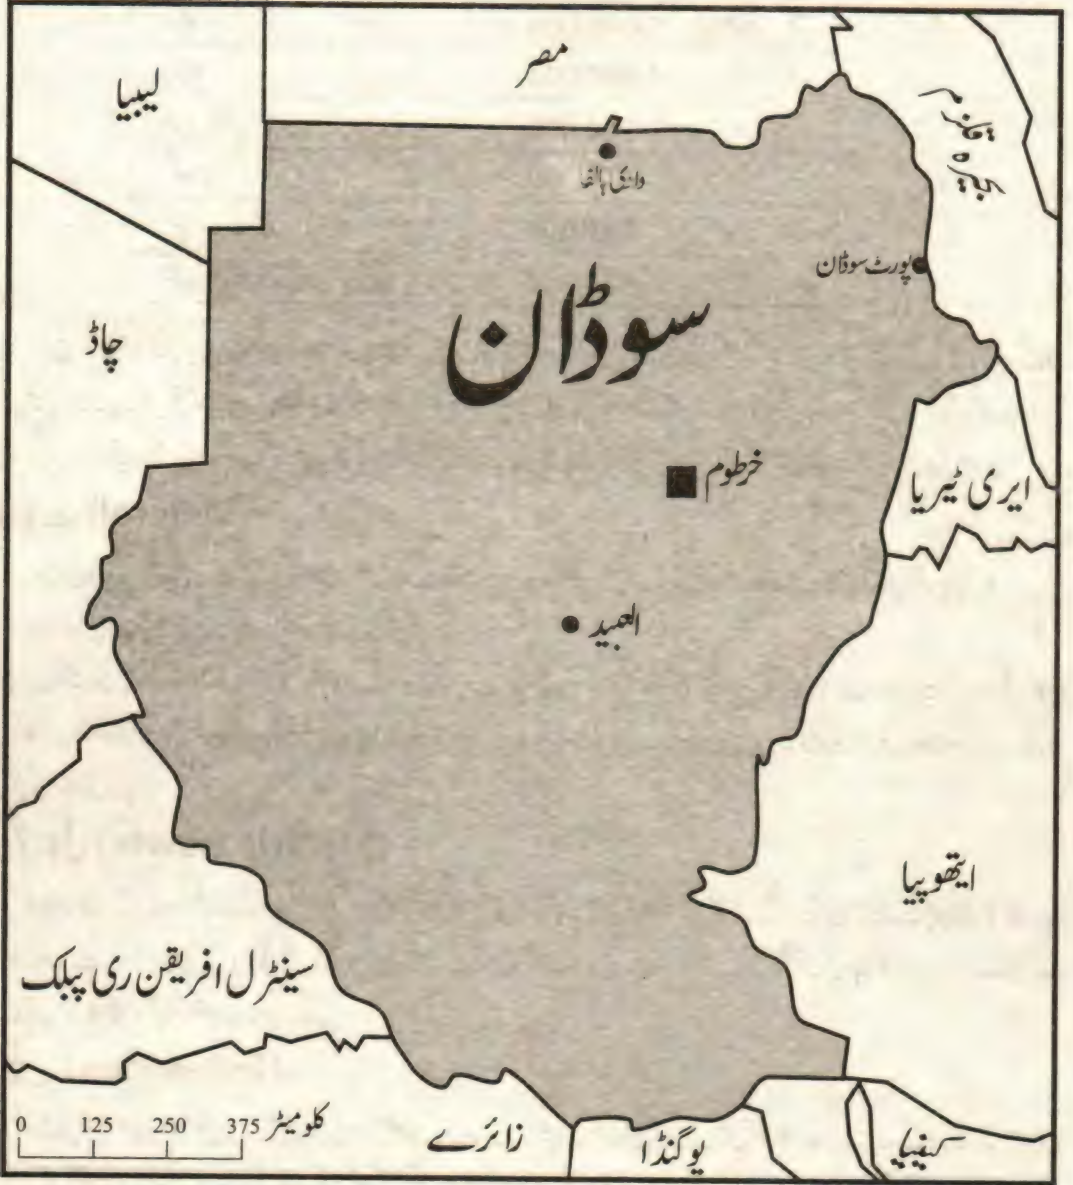 مصر
لیبیا
بحیرہ قلزم
وادی ہالفا
پورٹ سوڈان
سوڈان
چاڈ
خرطوم
ایری ٹیریا
العبید
ایتھوپیا
سینٹرل افریقن ری پبلک
0 125 250 375 کلومیٹر
زائرے
یوگنڈا
کینیا